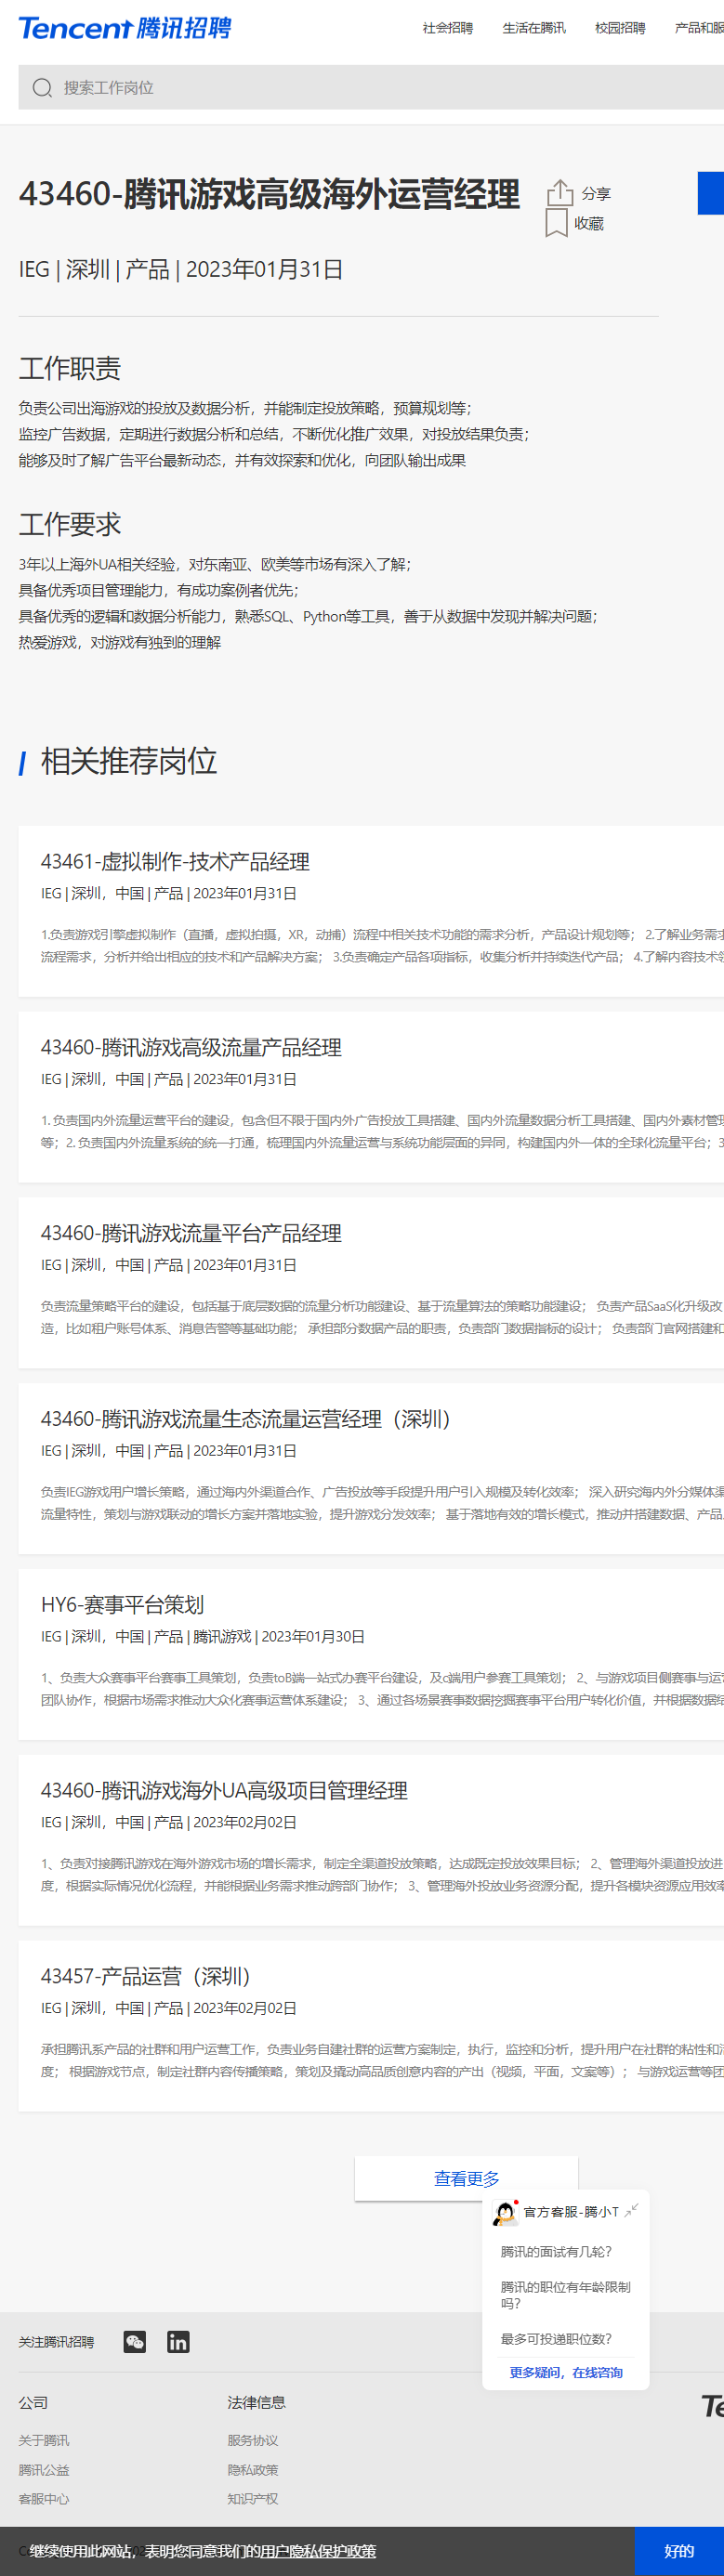 Tencent 腾讯招聘
社会招聘 生活在腾讯 校园招聘 产品和服
搜索工作岗位
43460-腾讯游戏高级海外运营经理
分享
收藏
IEG | 深圳 | 产品 | 2023年01月31日
工作职责
负责公司出海游戏的投放及数据分析，并能制定投放策略，预算规划等；
监控广告数据，定期进行数据分析和总结，不断优化推广效果，对投放结果负责；
能够及时了解广告平台最新动态，并有效探索和优化，向团队输出成果
工作要求
3年以上海外UA相关经验，对东南亚、欧美等市场有深入了解；
具备优秀项目管理能力，有成功案例者优先；
具备优秀的逻辑和数据分析能力，熟悉SQL、Python等工具，善于从数据中发现并解决问题；
热爱游戏，对游戏有独到的理解
相关推荐岗位
43461-虚拟制作-技术产品经理
IEG | 深圳，中国 | 产品 | 2023年01月31日
1.负责游戏引擎虚拟制作（直播，虚拟拍摄，XR，动捕）流程中相关技术功能的需求分析，产品设计规划等； 2.了解业务需求
流程需求，分析并给出相应的技术和产品解决方案； 3.负责确定产品各项指标，收集分析并持续迭代产品； 4.了解内容技术领
43460-腾讯游戏高级流量产品经理
IEG | 深圳，中国 | 产品 | 2023年01月31日
1. 负责国内外流量运营平台的建设，包含但不限于国内外广告投放工具搭建、国内外流量数据分析工具搭建、国内外素材管理
等；2. 负责国内外流量系统的统一打通，梳理国内外流量运营与系统功能层面的异同，构建国内外一体的全球化流量平台；3
43460-腾讯游戏流量平台产品经理
IEG | 深圳，中国 | 产品 | 2023年01月31日
负责流量策略平台的建设，包括基于底层数据的流量分析功能建设、基于流量算法的策略功能建设； 负责产品SaaS化升级改
造，比如租户账号体系、消息告警等基础功能； 承担部分数据产品的职责，负责部门数据指标的设计； 负责部门官网搭建和
43460-腾讯游戏流量生态流量运营经理（深圳）
IEG | 深圳，中国 | 产品 | 2023年01月31日
负责IEG游戏用户增长策略，通过海内外渠道合作、广告投放等手段提升用户引入规模及转化效率； 深入研究海内外分媒体渠
流量特性，策划与游戏联动的增长方案并落地实验，提升游戏分发效率； 基于落地有效的增长模式，推动并搭建数据、产品、
HY6-赛事平台策划
IEG | 深圳，中国 | 产品 | 腾讯游戏 | 2023年01月30日
1、负责大众赛事平台赛事工具策划，负责toB端一站式办赛平台建设，及c端用户参赛工具策划； 2、与游戏项目侧赛事与运营
团队协作，根据市场需求推动大众化赛事运营体系建设； 3、通过各场景赛事数据挖掘赛事平台用户转化价值，并根据数据结
43460-腾讯游戏海外UA高级项目管理经理
IEG | 深圳，中国 | 产品 | 2023年02月02日
1、负责对接腾讯游戏在海外游戏市场的增长需求，制定全渠道投放策略，达成既定投放效果目标； 2、管理海外渠道投放进
度，根据实际情况优化流程，并能根据业务需求推动跨部门协作； 3、管理海外投放业务资源分配，提升各模块资源应用效率
43457-产品运营（深圳）
IEG | 深圳，中国 | 产品 | 2023年02月02日
承担腾讯系产品的社群和用户运营工作，负责业务自建社群的运营方案制定，执行，监控和分析，提升用户在社群的粘性和
度； 根据游戏节点，制定社群内容传播策略，策划及撬动高品质创意内容的产出（视频，平面，文案等）； 与游戏运营等团
查看更多
官方客服-腾小T
腾讯的面试有几轮？
腾讯的职位有年龄限制
吗？
最多可投递职位数？
更多疑问，在线咨询
关注腾讯招聘
公司 法律信息
Te
关于腾讯 服务协议
腾讯公益 隐私政策
客服中心 知识产权
继续使用此网站，表明您同意我们的用户隐私保护政策 好的